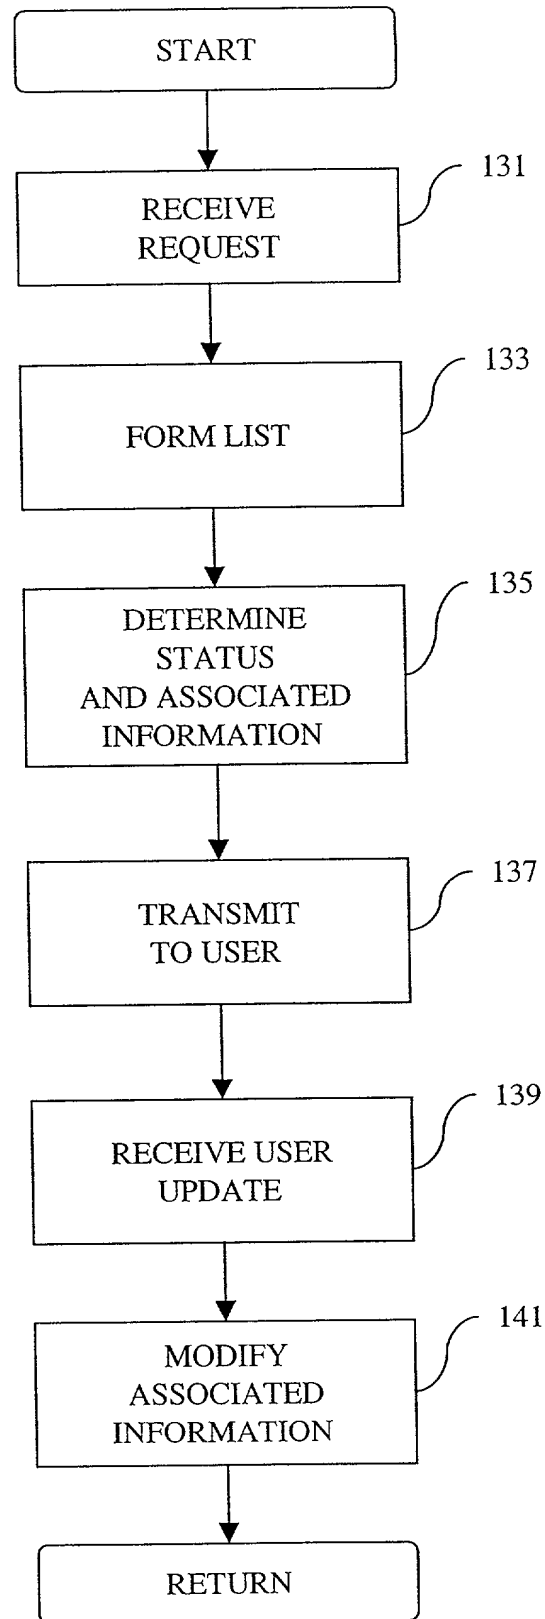 START
131
RECEIVE
REQUEST
133
FORM LIST
135
DETERMINE
STATUS
AND ASSOCIATED
INFORMATION
137
TRANSMIT
TO USER
139
RECEIVE USER
UPDATE
141
MODIFY
ASSOCIATED
INFORMATION
RETURN